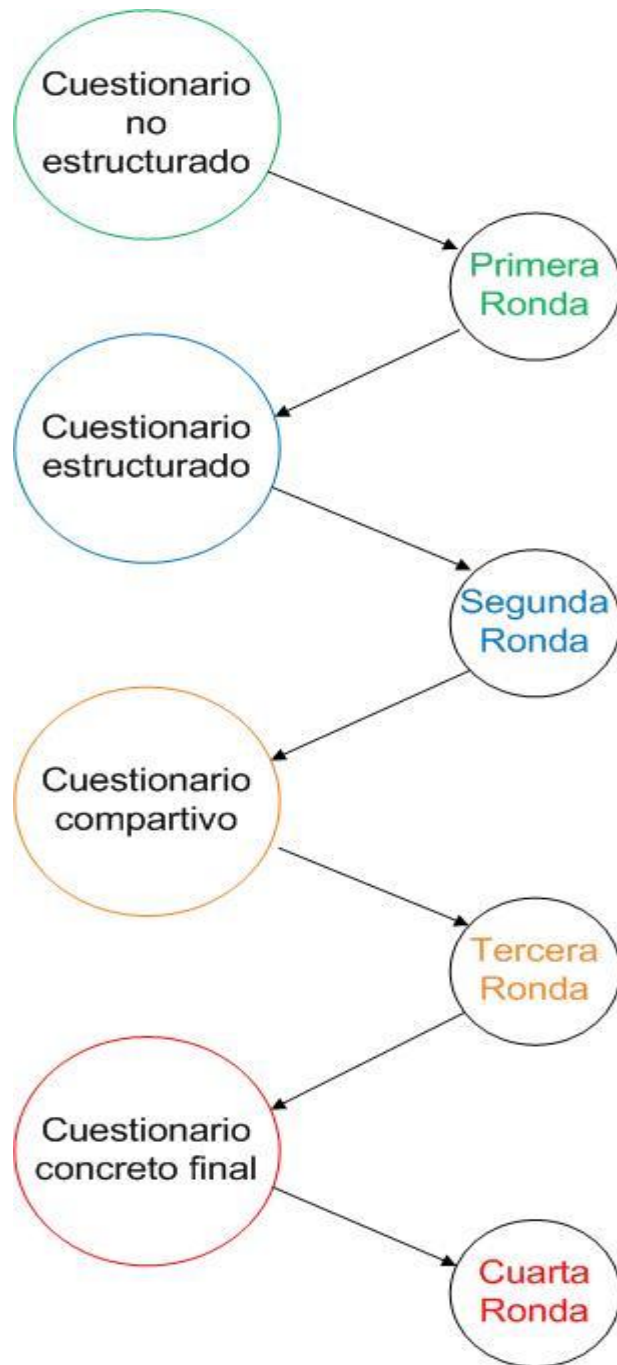 Cuestionario
no
estructurado
Primera
Ronda
Cuestionario
estructurado
Segunda
Ronda
Cuestionario
compartivo
Tercera
Ronda
Cuestionario
concreto final
Cuarta
Ronda